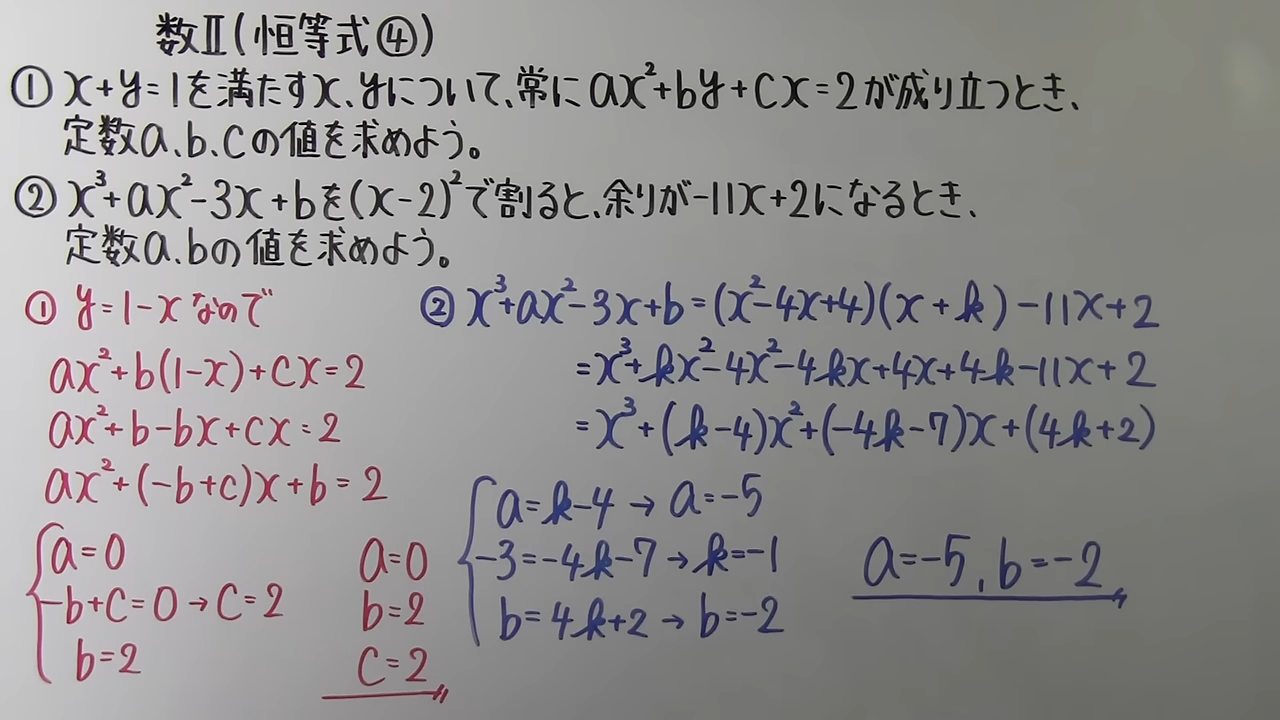 数Ⅱ(恒等式④)
① x+y=1を満たすx、yについて、常にax²+by+cx=2が成り立つとき、
定数a、b、cの値を求めよう。
② x³+ax²-3x+bを(x-2)²で割ると、余りが-11x+2になるとき、
定数a、bの値を求めよう。
① y=1-xなので
ax²+b(1-x)+cx=2
ax²+b-bx+cx=2
ax²+(-b+c)x+b=2
a=0
-b+c=0→c=2
b=2
a=0
b=2
c=2
② x³+ax²-3x+b=(x²-4x+4)(x+k)-11x+2
=x³+kx²-4x²-4kx+4x+4k-11x+2
=x³+(k-4)x²+(-4k-7)x+(4k+2)
a=k-4→a=-5
-3=-4k-7→k=-1
b=4k+2→b=-2
a=-5、b=-2